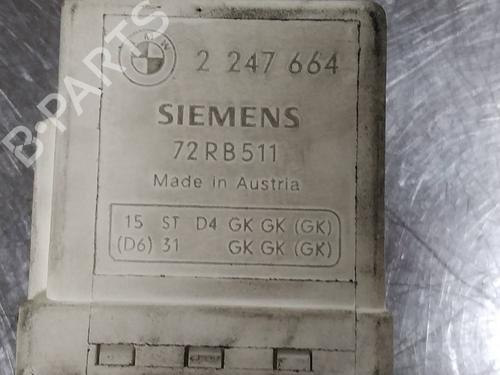 BMW
2 247 664
SIEMENS
72RB511
Made in Austria
15 ST D4 GK GK (GK)
(D6) 31 GK GK (GK)
B-PARTS